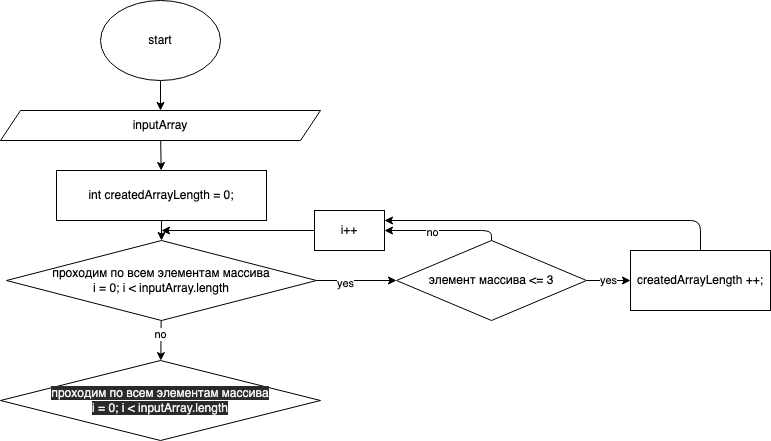 start
inputArray
int createdArrayLength = 0;
i++
no
проходим по всем элементам массива
i = 0; i < inputArray.length
yes
элемент массива <= 3
yes
createdArrayLength ++;
no
проходим по всем элементам массива
i = 0; i < inputArray.length